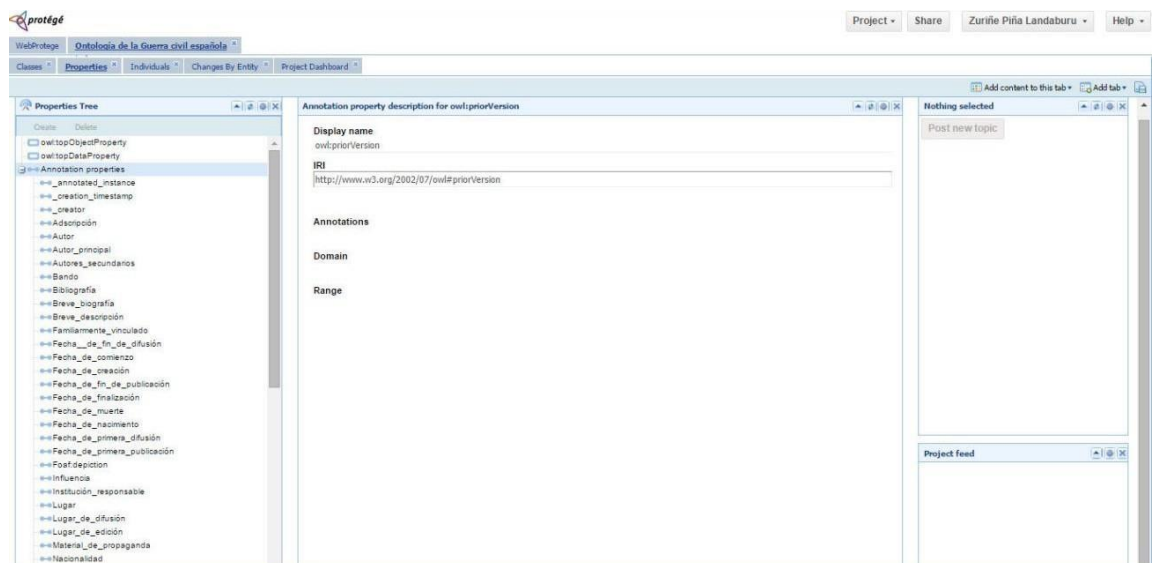 protégé
Project Share Zuriñe Piña Landaburu Help
WebProtege Ontología de la Guerra civil española
Classes Properties Individuals Changes By Entity Project Dashboard
Add content to this tab Add tab
Properties Tree
Create Delete
owl:topObjectProperty
owl:topDataProperty
Annotation properties
_annotated_instance
_creation_timestamp
_creator
Adscripción
Autor
Autor_principal
Autores_secundarios
Bando
Bibliografía
Breve_biografía
Breve_descripción
Familiarmente_vinculado
Fecha__de_fin_de_difusión
Fecha_de_comienzo
Fecha_de_creación
Fecha_de_fin_de_publicación
Fecha_de_finalización
Fecha_de_muerte
Fecha_de_nacimiento
Fecha_de_primera_difusión
Fecha_de_primera_publicación
Foaf:depiction
Influencia
Institución_responsable
Lugar
Lugar_de_difusión
Lugar_de_edición
Material_de_propaganda
Nacionalidad
Annotation property description for owl:priorVersion
Display name
owl:priorVersion
IRI
http://www.w3.org/2002/07/owl#priorVersion
Annotations
Domain
Range
Nothing selected
Post new topic
Project feed